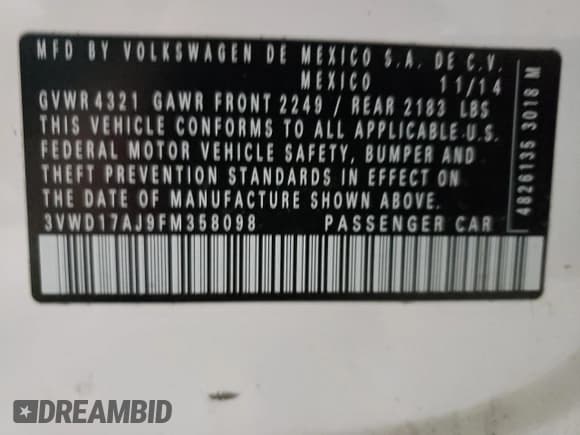 MFD BY VOLKSWAGEN DE MEXICO S.A. DE C.V.
MEXICO 11/14
GVWR 4321 GAWR FRONT 2249 / REAR 2183 LBS
THIS VEHICLE CONFORMS TO ALL APPLICABLE U.S.
FEDERAL MOTOR VEHICLE SAFETY, BUMPER AND
THEFT PREVENTION STANDARDS IN EFFECT ON
THE DATE OF MANUFACTURE SHOWN ABOVE.
3VWD17AJ9FM358098 PASSENGER CAR
4826135 3018 M
DREAMBID